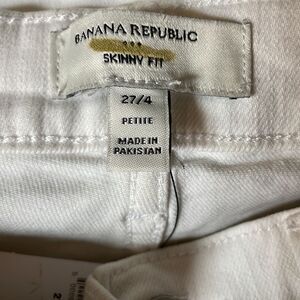 BANANA REPUBLIC
SKINNY FIT
27/4
PETITE
MADE IN
PAKISTAN